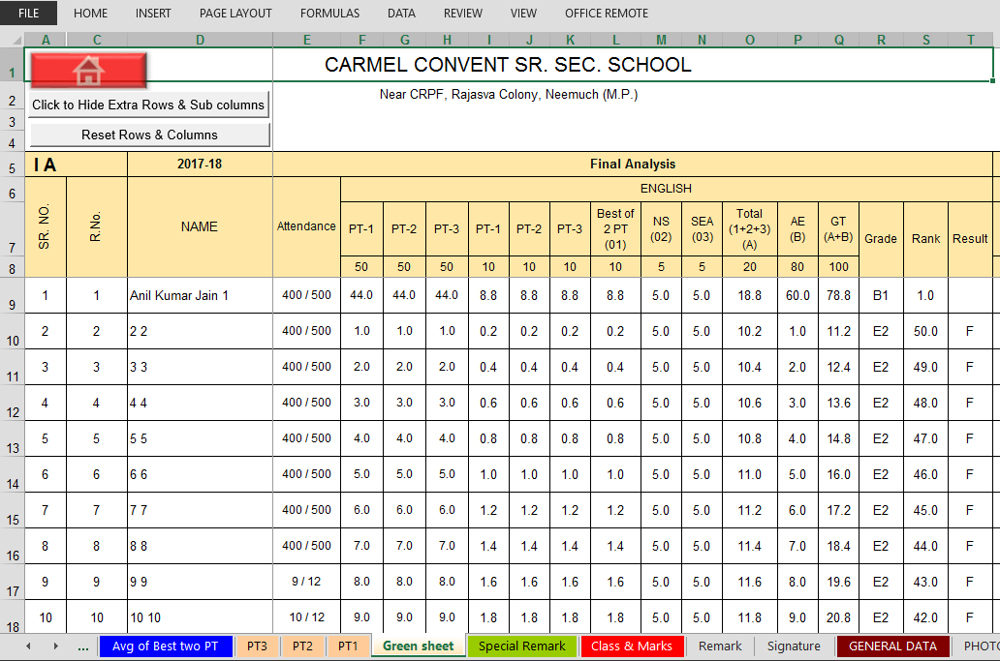 FILE HOME INSERT PAGE LAYOUT FORMULAS DATA REVIEW VIEW OFFICE REMOTE
A C D E F G H I J K L M N O P Q R S T
1 CARMEL CONVENT SR. SEC. SCHOOL
2 Click to Hide Extra Rows & Sub columns Near CRPF, Rajasva Colony, Neemuch (M.P.)
3
4 Reset Rows & Columns
5 I A 2017-18 Final Analysis
6 ENGLISH
7 SR. NO. R.No. NAME Attendance PT-1 PT-2 PT-3 PT-1 PT-2 PT-3 Best of 2 PT (01) NS (02) SEA (03) Total (1+2+3) (A) AE (B) GT (A+B) Grade Rank Result
8 50 50 50 10 10 10 10 5 5 20 80 100
9 1 1 Anil Kumar Jain 1 400 / 500 44.0 44.0 44.0 8.8 8.8 8.8 8.8 5.0 5.0 18.8 60.0 78.8 B1 1.0
10 2 2 2 2 400 / 500 1.0 1.0 1.0 0.2 0.2 0.2 0.2 5.0 5.0 10.2 1.0 11.2 E2 50.0 F
11 3 3 3 3 400 / 500 2.0 2.0 2.0 0.4 0.4 0.4 0.4 5.0 5.0 10.4 2.0 12.4 E2 49.0 F
12 4 4 4 4 400 / 500 3.0 3.0 3.0 0.6 0.6 0.6 0.6 5.0 5.0 10.6 3.0 13.6 E2 48.0 F
13 5 5 5 5 400 / 500 4.0 4.0 4.0 0.8 0.8 0.8 0.8 5.0 5.0 10.8 4.0 14.8 E2 47.0 F
14 6 6 6 6 400 / 500 5.0 5.0 5.0 1.0 1.0 1.0 1.0 5.0 5.0 11.0 5.0 16.0 E2 46.0 F
15 7 7 7 7 400 / 500 6.0 6.0 6.0 1.2 1.2 1.2 1.2 5.0 5.0 11.2 6.0 17.2 E2 45.0 F
16 8 8 8 8 400 / 500 7.0 7.0 7.0 1.4 1.4 1.4 1.4 5.0 5.0 11.4 7.0 18.4 E2 44.0 F
17 9 9 9 9 9 / 12 8.0 8.0 8.0 1.6 1.6 1.6 1.6 5.0 5.0 11.6 8.0 19.6 E2 43.0 F
18 10 10 10 10 10 / 12 9.0 9.0 9.0 1.8 1.8 1.8 1.8 5.0 5.0 11.8 9.0 20.8 E2 42.0 F
... Avg of Best two PT PT3 PT2 PT1 Green sheet Special Remark Class & Marks Remark Signature GENERAL DATA PHOTO